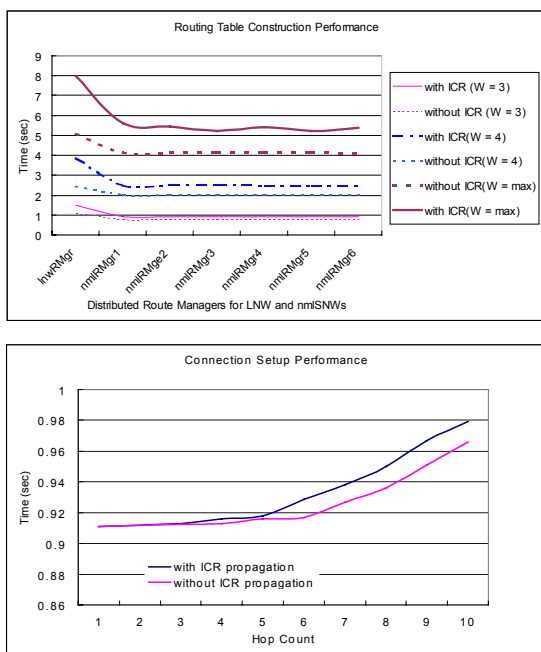 Routing Table Construction Performance
9
8
7
6
5
4
3
2
1
0
Time (sec)
lnwRMgr
nmlRMgr1
nmlRMge2
nmlRMgr3
nmlRMgr4
nmlRMgr5
nmlRMgr6
Distributed Route Managers for LNW and nmlSNWs
with ICR (W = 3)
without ICR (W = 3)
with ICR(W = 4)
without ICR(W = 4)
without ICR(W = max)
with ICR(W = max)
Connection Setup Performance
1
0.98
0.96
0.94
0.92
0.9
0.88
0.86
Time (sec)
with ICR propagation
without ICR propagation
1 2 3 4 5 6 7 8 9 10
Hop Count